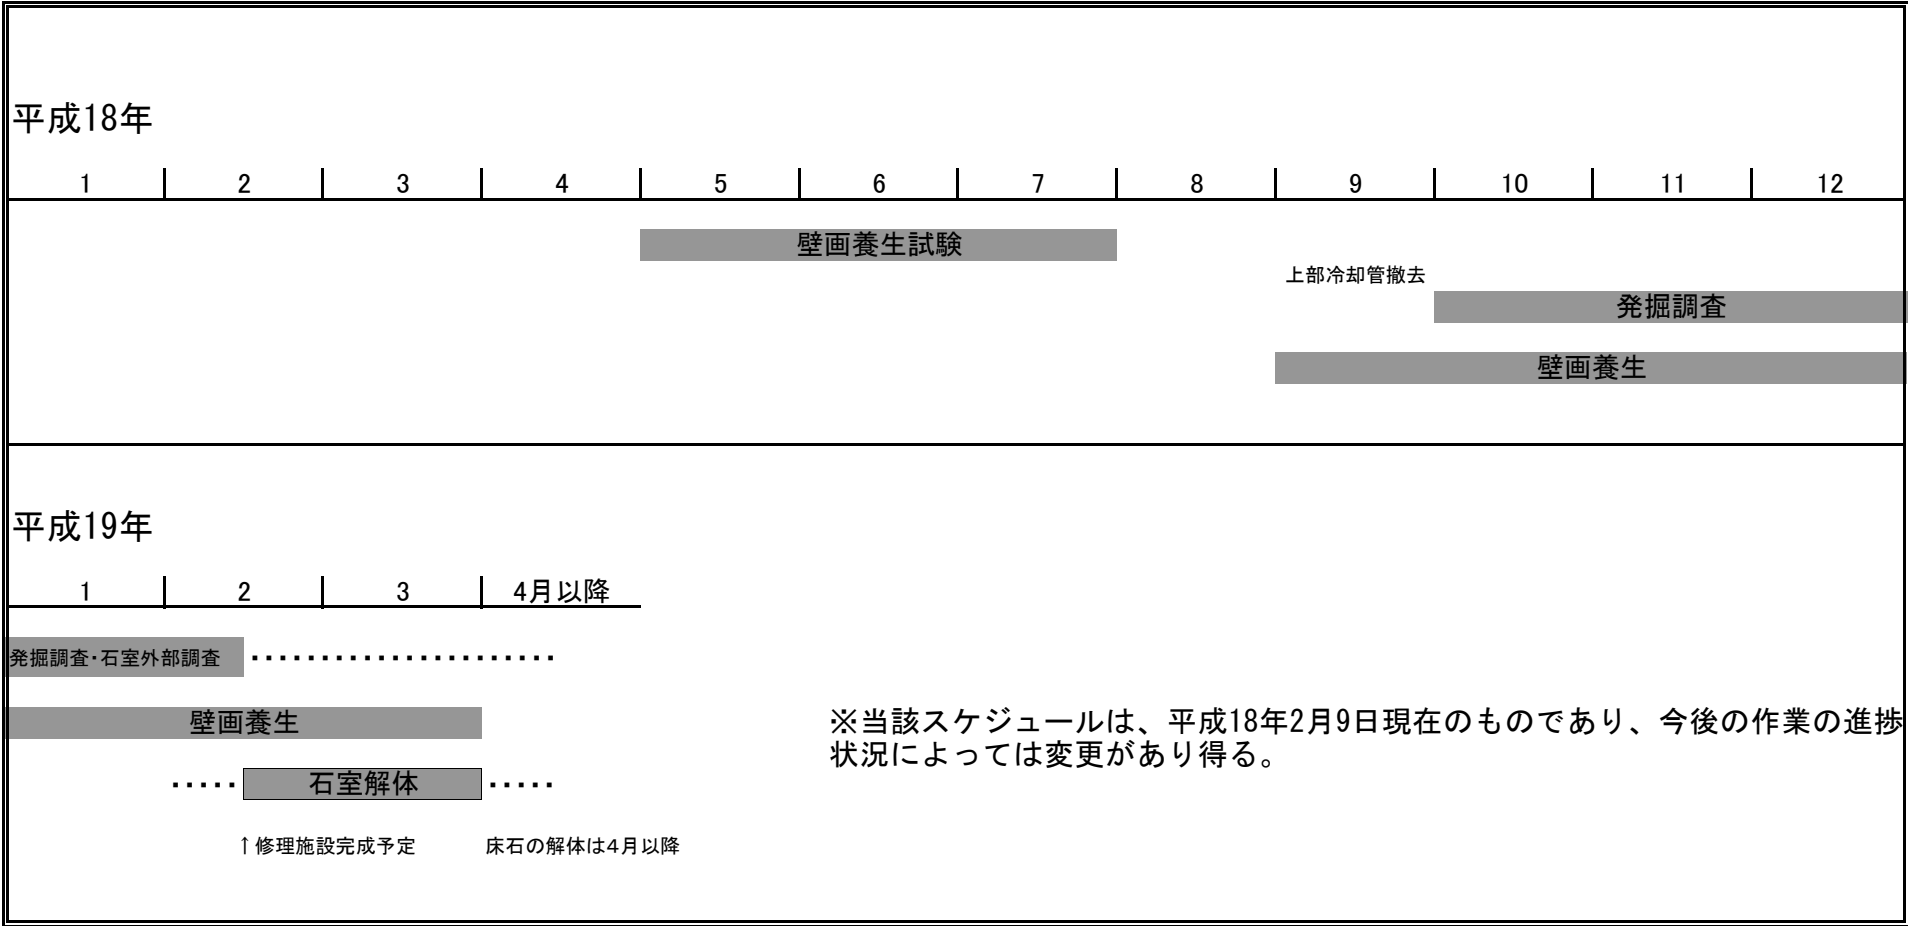 平成18年
1 2 3 4 5 6 7 8 9 10 11 12
壁画養生試験
上部冷却管撤去
発掘調査
壁画養生
平成19年
1 2 3 4月以降
発掘調査・石室外部調査 ・・・・・・・・・・・・・・・・・・・・・・
壁画養生
※当該スケジュールは、平成18年2月9日現在のものであり、今後の作業の進捗
状況によっては変更があり得る。
・・・・・ 石室解体 ・・・・・
↑修理施設完成予定 床石の解体は4月以降